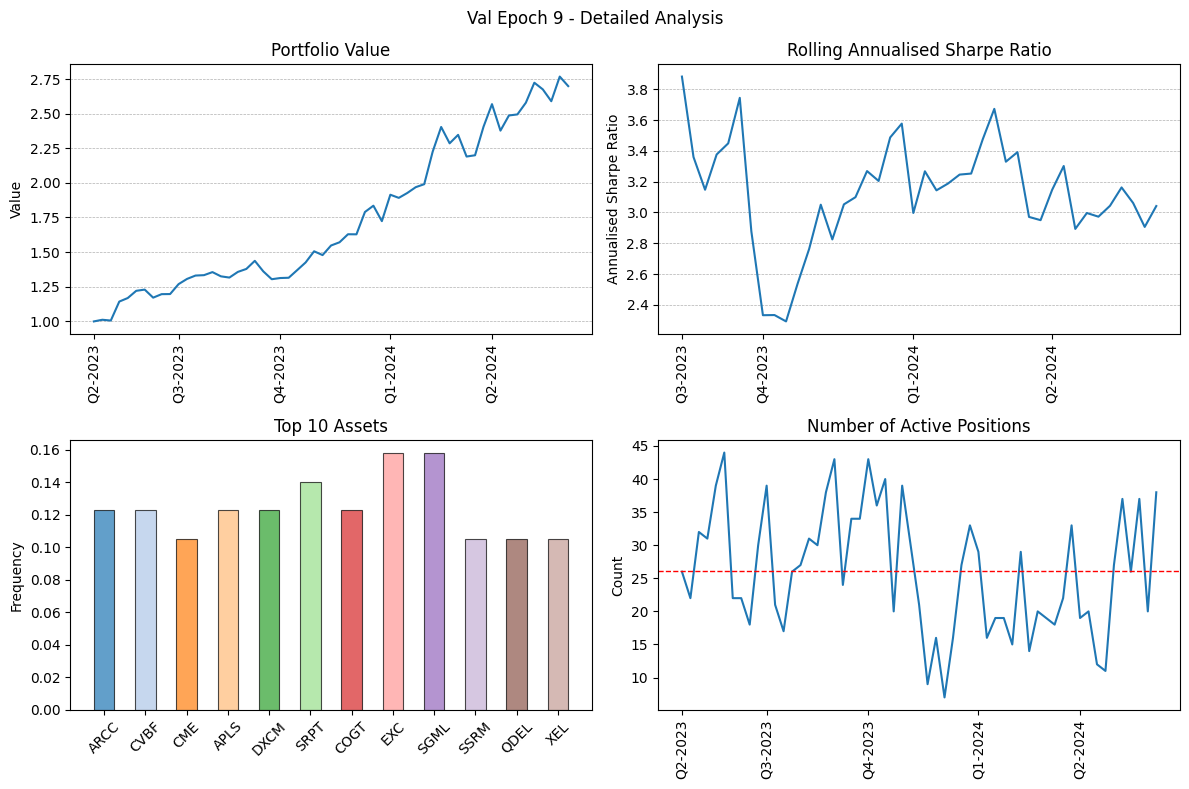 Val Epoch 9 - Detailed Analysis
Portfolio Value
Value
2.75
2.50
2.25
2.00
1.75
1.50
1.25
1.00
Q2-2023
Q3-2023
Q4-2023
Q1-2024
Q2-2024
Rolling Annualised Sharpe Ratio
Annualised Sharpe Ratio
3.8
3.6
3.4
3.2
3.0
2.8
2.6
2.4
Q3-2023
Q4-2023
Q1-2024
Q2-2024
Top 10 Assets
Frequency
0.16
0.14
0.12
0.10
0.08
0.06
0.04
0.02
0.00
ARCC
CVBF
CME
APLS
DXCM
SRPT
COGT
EXC
SGML
SSRM
QDEL
XEL
Number of Active Positions
Count
45
40
35
30
25
20
15
10
Q2-2023
Q3-2023
Q4-2023
Q1-2024
Q2-2024